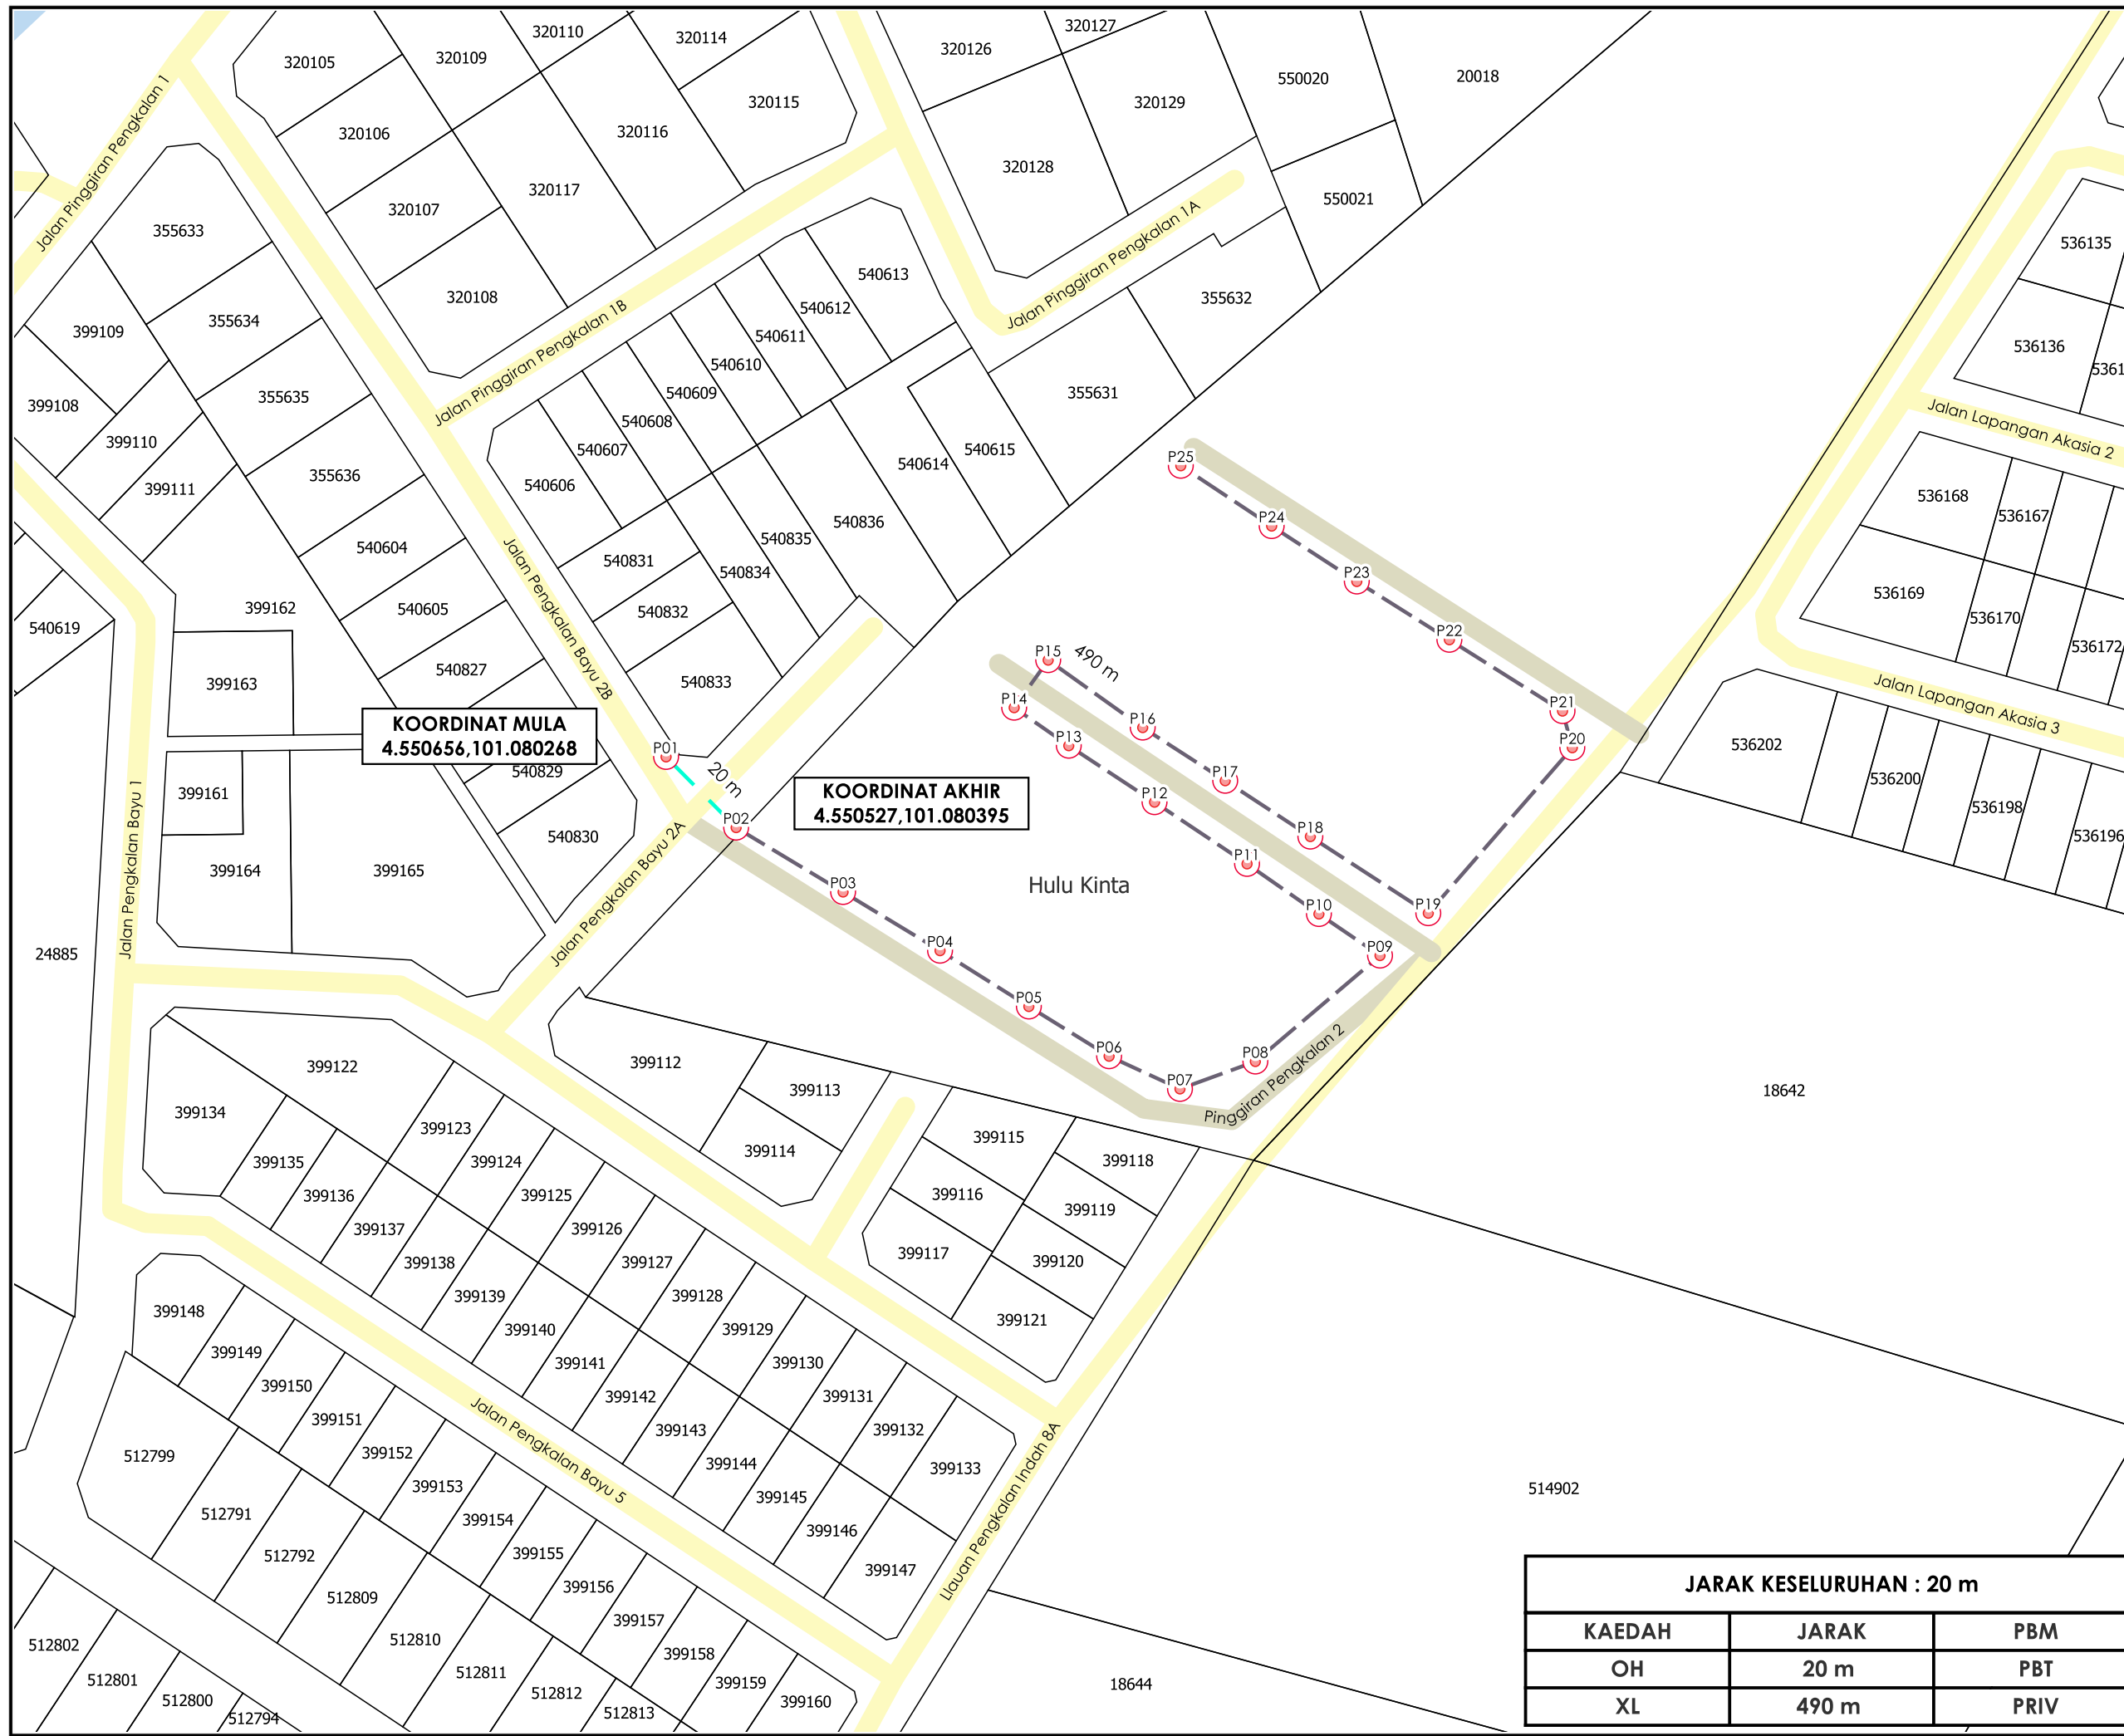 320105
320109
320110
320114
320126
320127
550020
20018
320106
320116
320115
320129
320107
320117
320128
550021
320108
Jalan Pinggiran Pengkalan 1
355633
399109
355634
540613
540612
540611
540610
540609
540608
540607
540606
Jalan Pinggiran Pengkalan 1B
Jalan Pinggiran Pengkalan 1A
355632
355631
536135
536136
399108
355635
399110
399111
355636
540604
540605
540614
540615
540836
540835
540834
540831
540832
540833
Jalan Pengkalan Bayu 2B
Jalan Lapangan Akasia 2
536168
536167
536169
536170
536172
399162
540619
399163
540827
KOORDINAT MULA
4.550656,101.080268
540829
540830
399161
399164
399165
24885
Jalan Pengkalan Bayu 1
Jalan Pengkalan Bayu 2A
P01
20 m
P02
KOORDINAT AKHIR
4.550527,101.080395
P25
P24
P23
P22
P21
P20
P15
490 m
P14
P16
P13
P17
P12
P18
P11
P19
P10
P09
P03
P04
P05
P06
P07
P08
Hulu Kinta
Pinggiran Pengkalan 2
Jalan Lapangan Akasia 3
536202
536200
536198
536196
18642
399112
399113
399114
399115
399118
399116
399119
399117
399120
399121
399122
399134
399123
399135
399124
399136
399125
399137
399126
399138
399127
399139
399128
399140
399129
399141
399130
399142
399131
399143
399132
399144
399133
399145
399146
399147
399148
399149
399150
399151
399152
399153
399154
399155
399156
399157
399158
399159
399160
Jalan Pengkalan Bayu 5
512799
512791
512792
512809
512810
512811
512812
512813
512802
512801
512800
512794
Pengkalan Indah 8A
514902
18644
JARAK KESELURUHAN : 20 m
KAEDAH JARAK PBM
OH 20 m PBT
XL 490 m PRIV